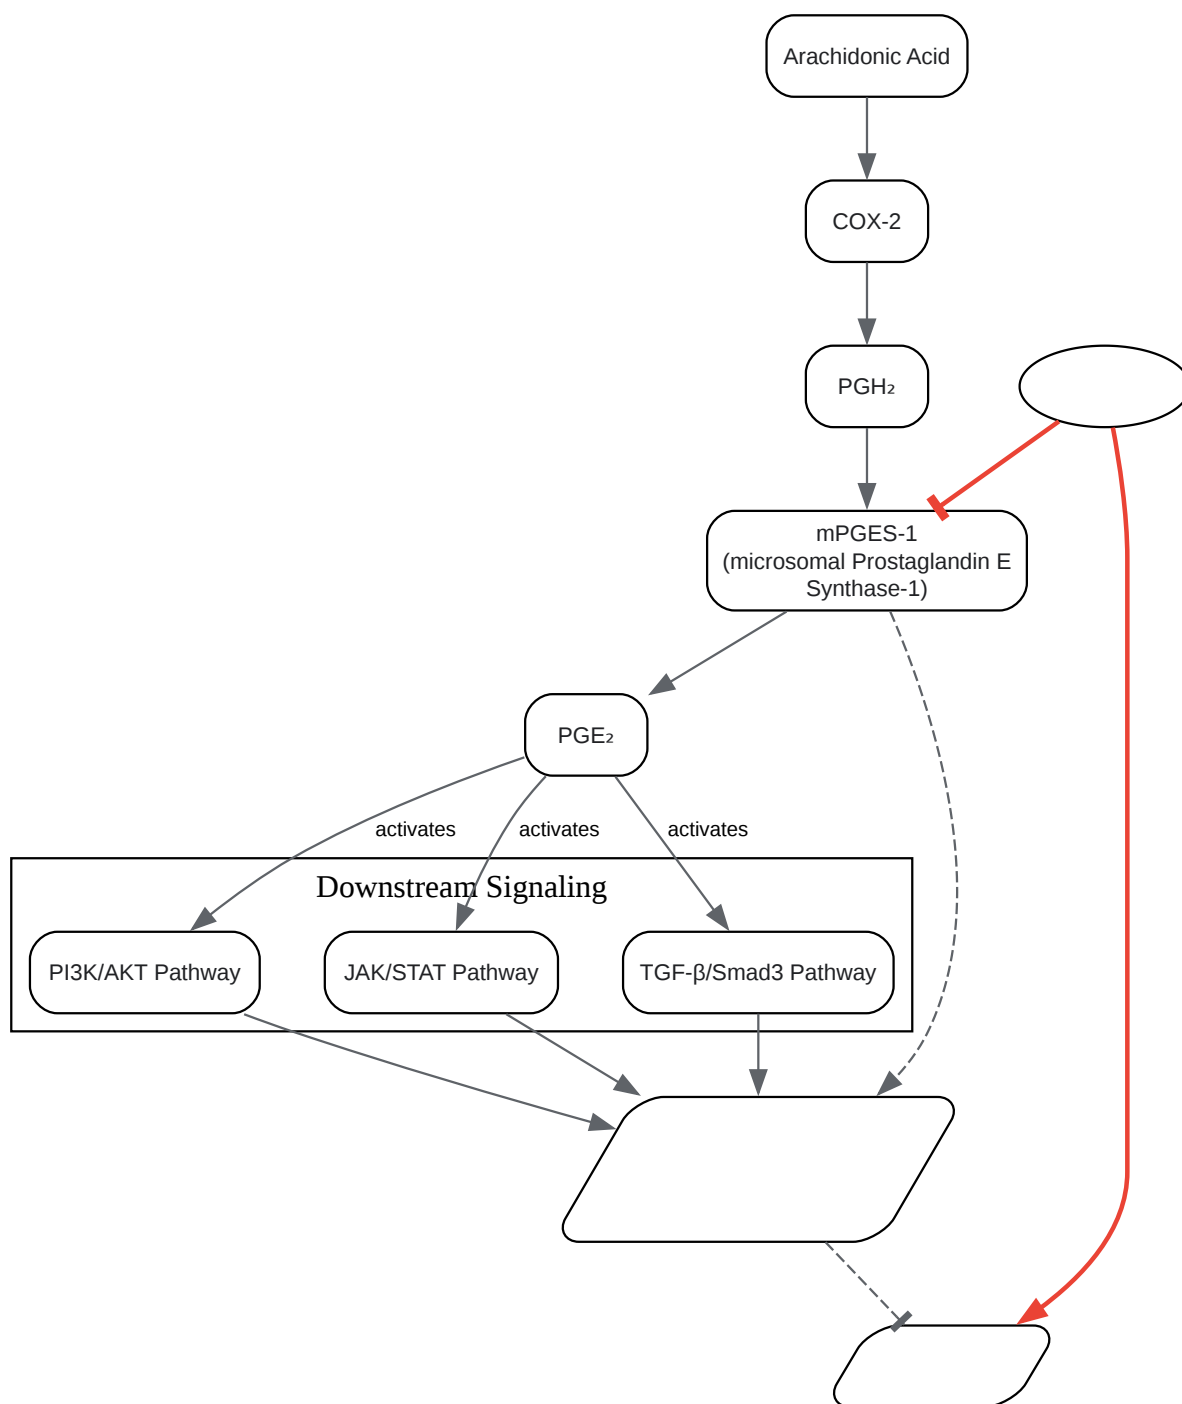 Arachidonic Acid
COX-2
PGH₂
mPGES-1
(microsomal Prostaglandin E
Synthase-1)
PGE₂
activates
activates
activates
Downstream Signaling
PI3K/AKT Pathway
JAK/STAT Pathway
TGF-β/Smad3 Pathway